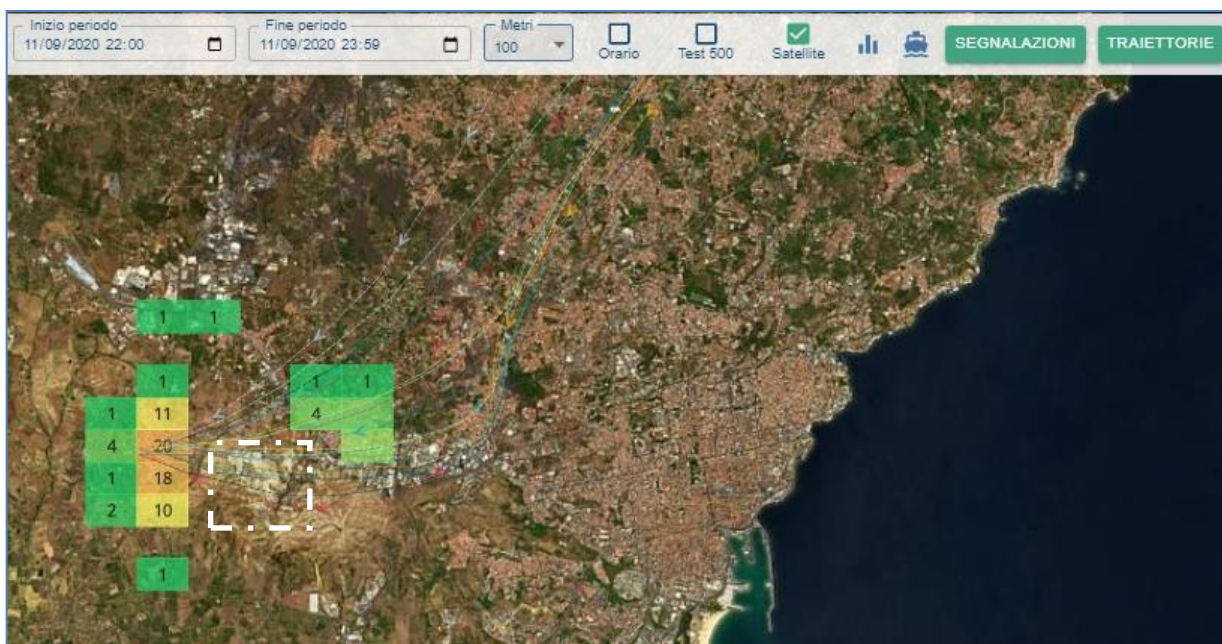 Inizio periodo
11/09/2020 22:00
Fine periodo
11/09/2020 23:59
Metri
100
Orario
Test 500
Satellite
SEGNALAZIONI
TRAIETTORIE
1 1
1 1 1
1 11 4
4 20
1 18
2 10
1